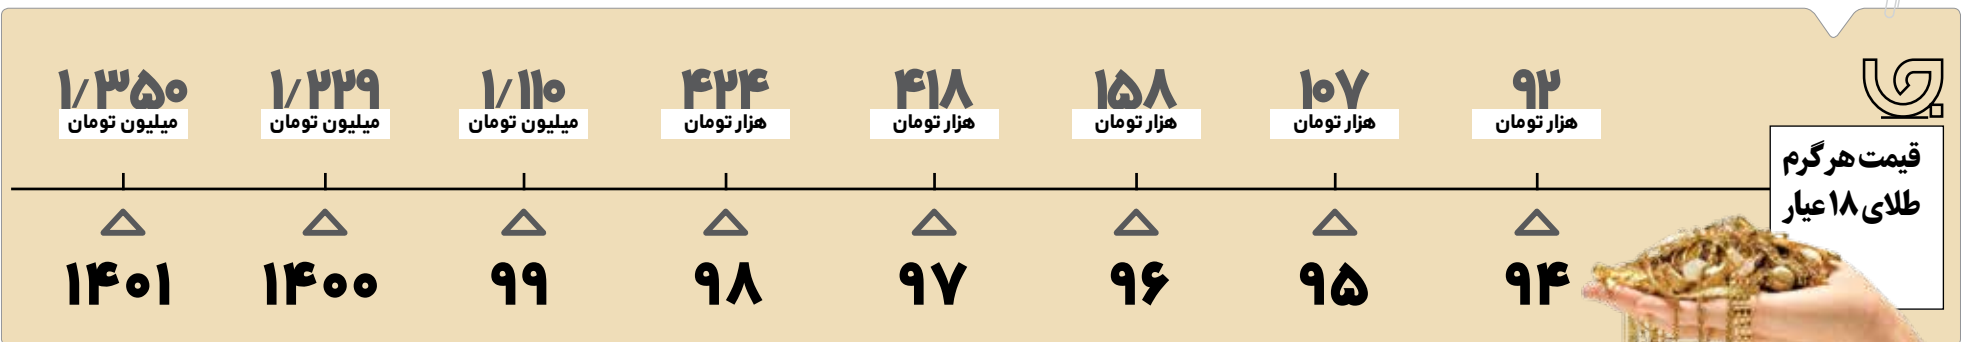 قیمت هر گرم
طلای ۱۸ عیار
۹۲
هزار تومان
۹۴
۱۰۷
هزار تومان
۹۵
۱۵۸
هزار تومان
۹۶
۴۱۸
هزار تومان
۹۷
۴۲۴
هزار تومان
۹۸
۱/۱۱۰
میلیون تومان
۹۹
۱/۲۲۹
میلیون تومان
۱۴۰۰
۱/۳۵۰
میلیون تومان
۱۴۰۱